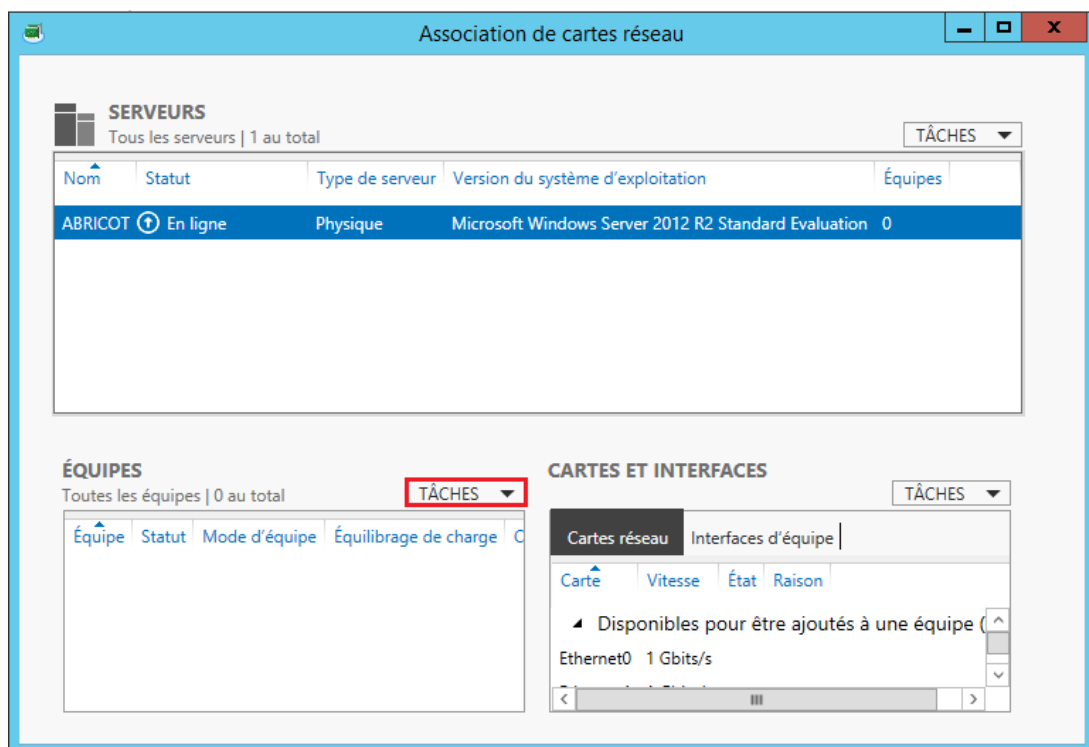 Association de cartes réseau
SERVEURS
Tous les serveurs | 1 au total
TÂCHES
Nom Statut Type de serveur Version du système d'exploitation Équipes
ABRICOT En ligne Physique Microsoft Windows Server 2012 R2 Standard Evaluation 0
ÉQUIPES
Toutes les équipes | 0 au total
TÂCHES
Équipe Statut Mode d'équipe Équilibrage de charge C
CARTES ET INTERFACES
TÂCHES
Cartes réseau Interfaces d'équipe
Carte Vitesse État Raison
Disponibles pour être ajoutés à une équipe (
Ethernet0 1 Gbits/s